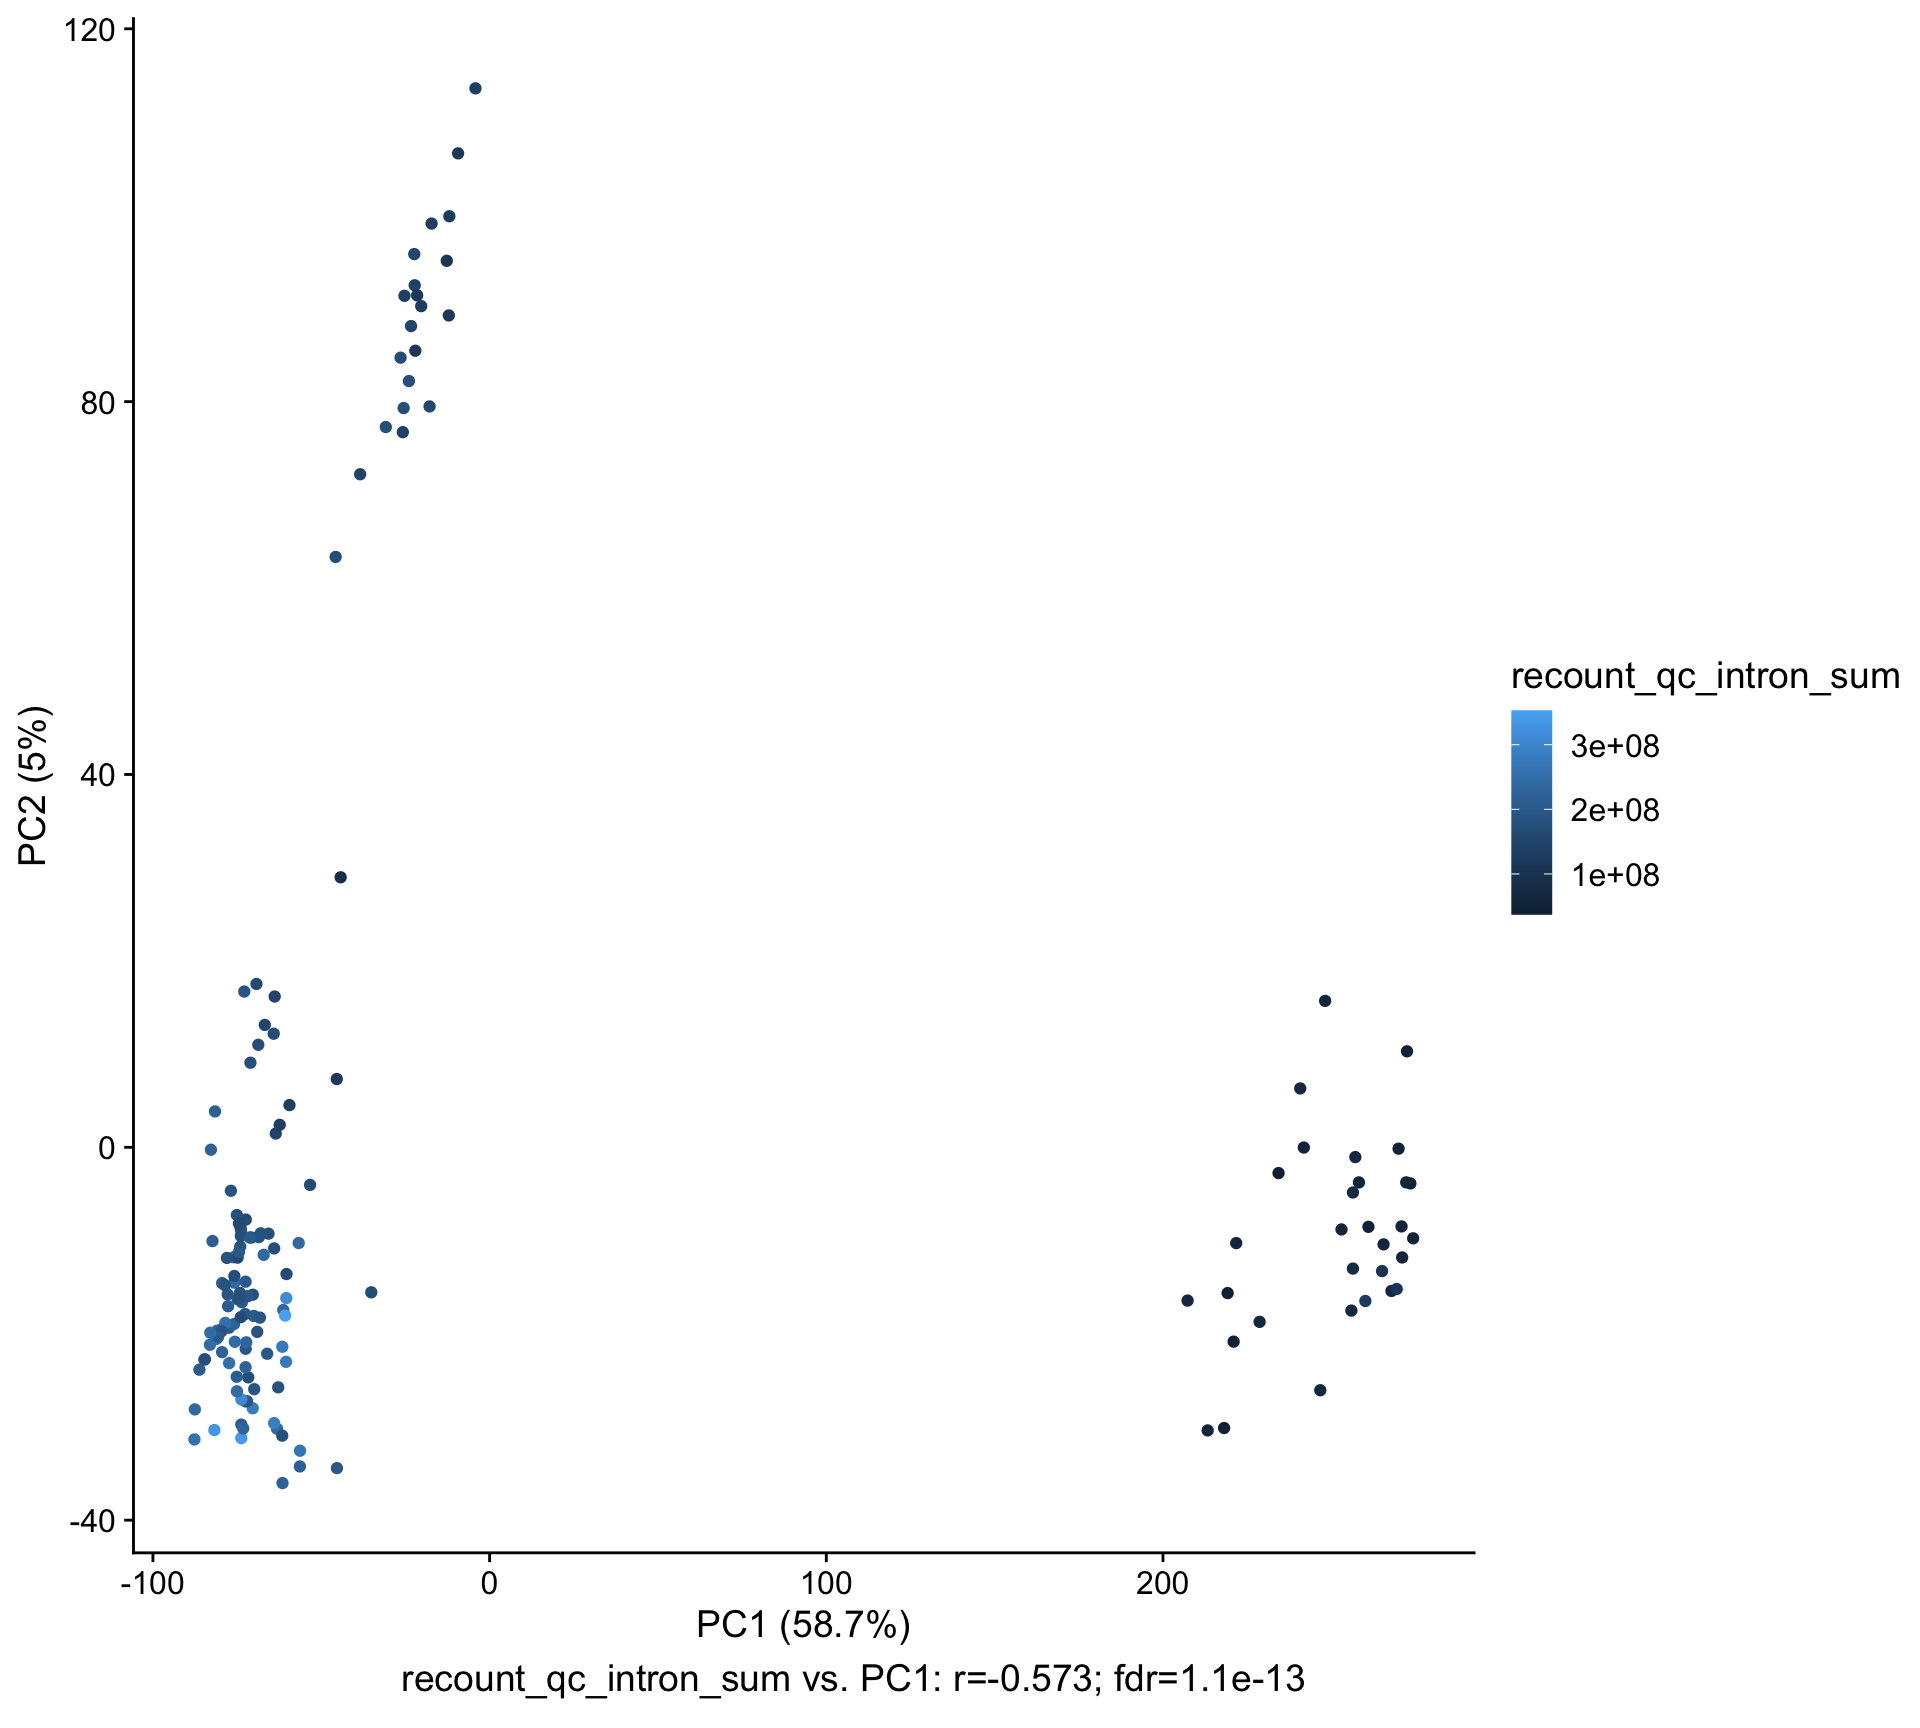 120
80
40
0
-40
PC2 (5%)
-100
0
100
200
PC1 (58.7%)
recount_qc_intron_sum vs. PC1: r=-0.573; fdr=1.1e-13
recount_qc_intron_sum
3e+08
2e+08
1e+08